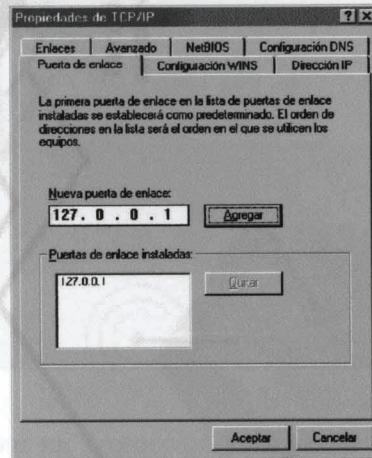 Propiedades de TCP/IP
Enlaces Avanzado NetBIOS Configuración DNS
Puerta de enlace Configuración WINS Dirección IP
La primera puerta de enlace en la lista de puertas de enlace
instaladas se establecerá como predeterminado. El orden de
direcciones en la lista será el orden en el que se utilicen los
equipos.
Nueva puerta de enlace:
127. 0 . 0 . 1 Agregar
Puertas de enlace instaladas:
127.0.0.1 Quitar
Aceptar Cancelar